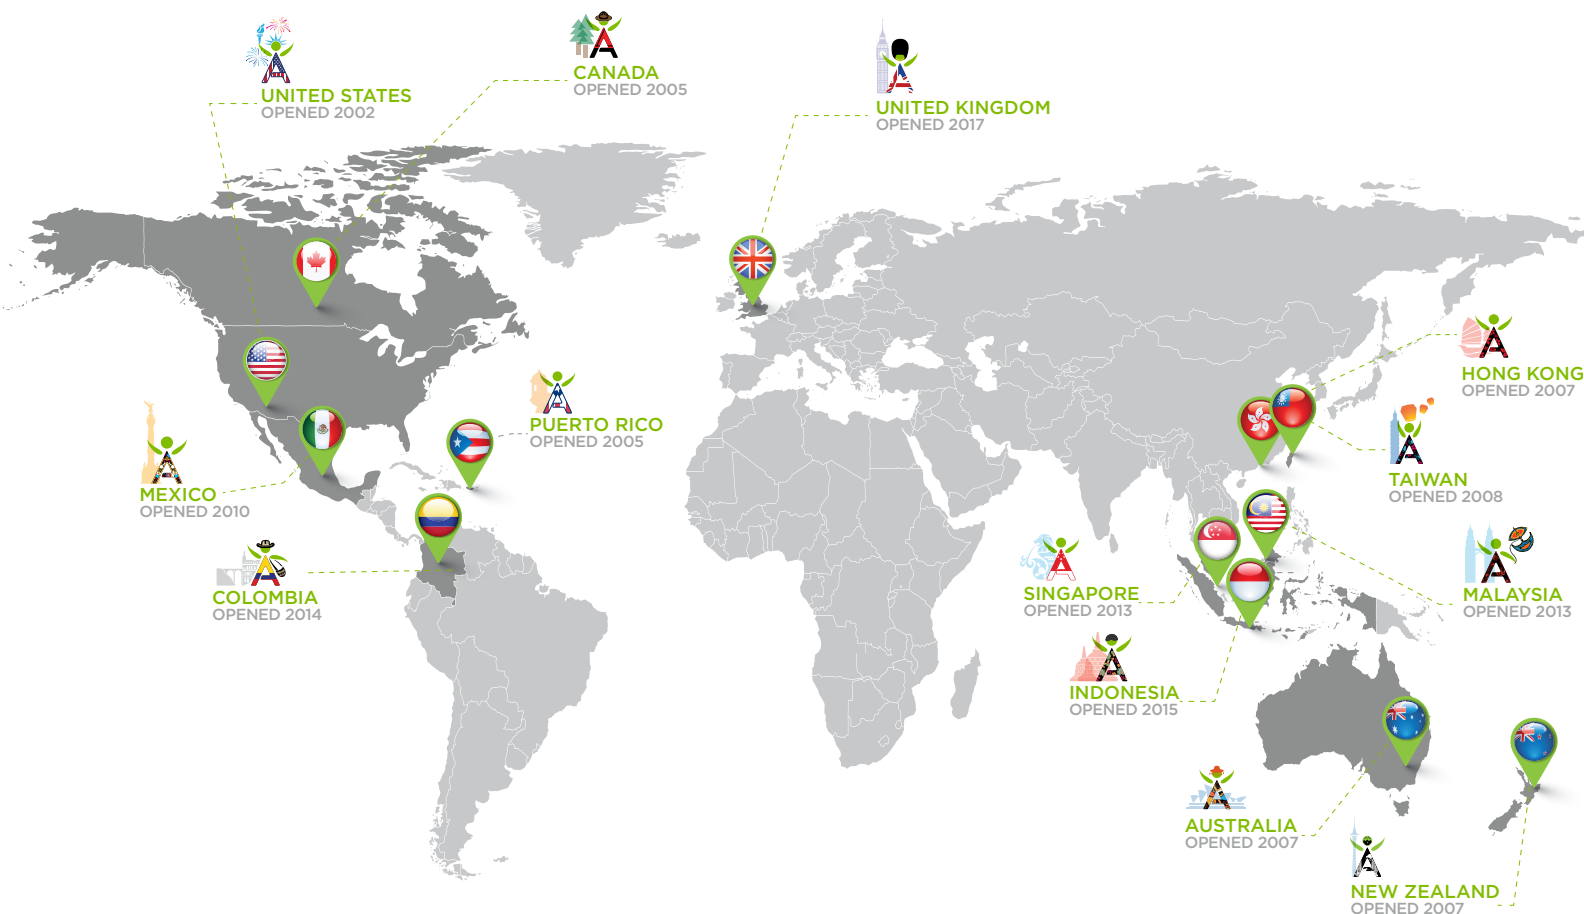 CANADA
OPENED 2005
UNITED STATES
OPENED 2002
UNITED KINGDOM
OPENED 2017
HONG KONG
OPENED 2007
PUERTO RICO
OPENED 2005
TAIWAN
OPENED 2008
MEXICO
OPENED 2010
COLOMBIA
OPENED 2014
SINGAPORE
OPENED 2013
MALAYSIA
OPENED 2013
INDONESIA
OPENED 2015
AUSTRALIA
OPENED 2007
NEW ZEALAND
OPENED 2007